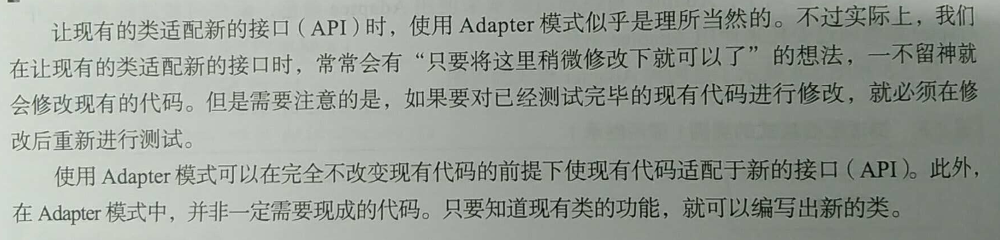 让现有的类适配新的接口（API）时，使用 Adapter 模式似乎是理所当然的。不过实际上，我们
在让现有的类适配新的接口时，常常会有“只要将这里稍微修改下就可以了”的想法，一不留神就
会修改现有的代码。但是需要注意的是，如果要对已经测试完毕的现有代码进行修改，就必须在修
改后重新进行测试。
使用 Adapter 模式可以在完全不改变现有代码的前提下使现有代码适配于新的接口（API）。此外，
在 Adapter 模式中，并非一定需要现成的代码。只要知道现有类的功能，就可以编写出新的类。